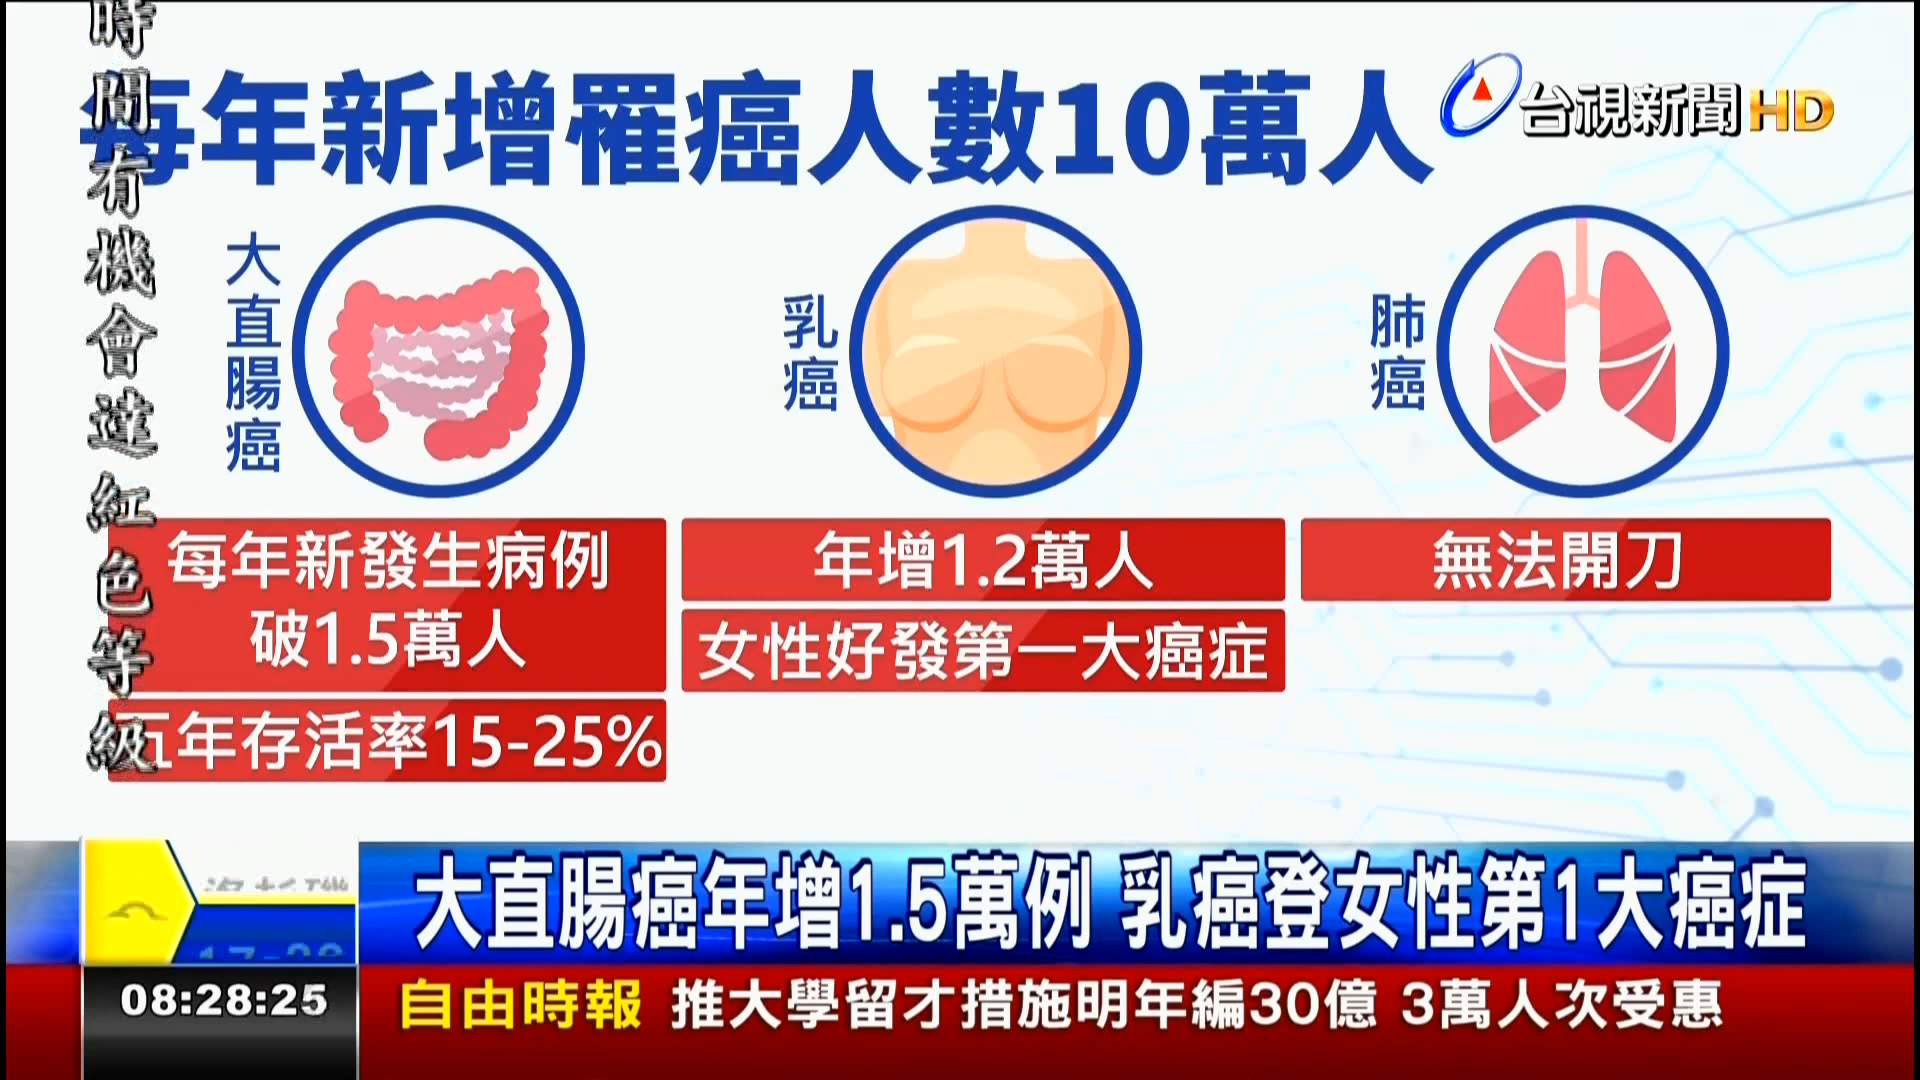 每年新增罹癌人數10萬人
台視新聞HD
時間有機會達紅色等級
大直腸癌
乳癌
肺癌
每年新發生病例
破1.5萬人
五年存活率15-25%
年增1.2萬人
女性好發第一大癌症
無法開刀
大直腸癌年增1.5萬例 乳癌登女性第1大癌症
08:28:25
自由時報 推大學留才措施明年編30億 3萬人次受惠